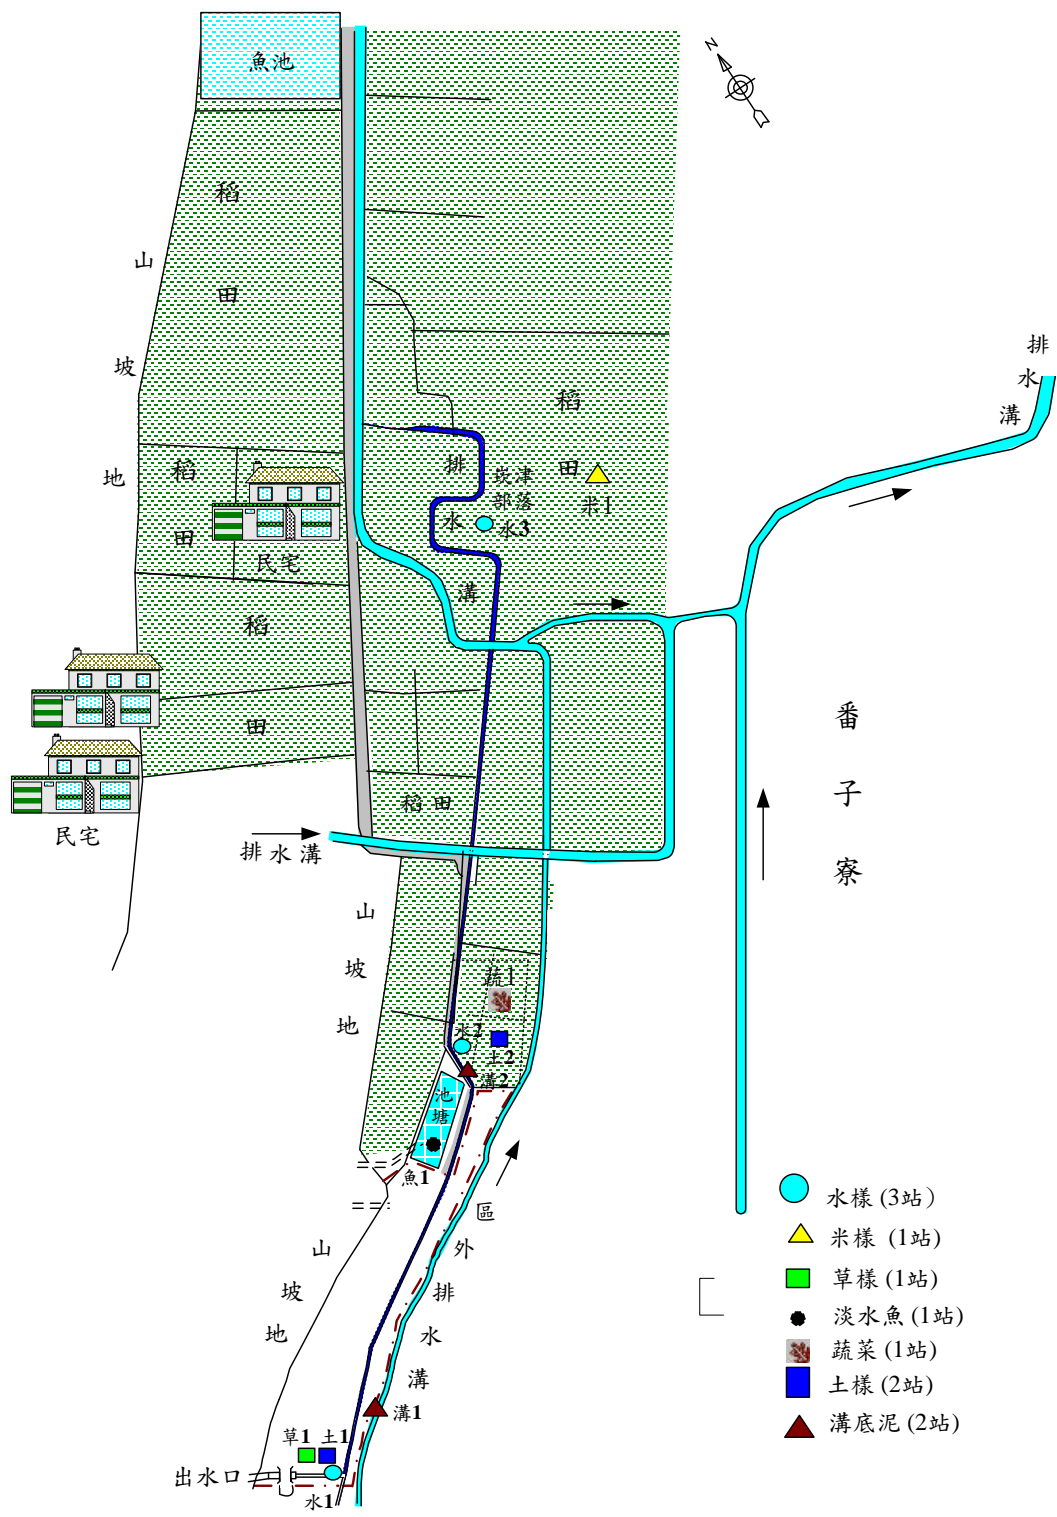 魚池
N
稻
田
山
坡
地
排
水
溝
稻
田
米1
稻
田
排
水
溝
崁津
部落
水3
民宅
稻
田
民宅
番
子
寮
稻田
排水溝
山
坡
地
蔬1
水2
土2
溝2
池
塘
魚1
區
外
排
水
溝
山
坡
地
溝1
草1 土1
出水口
水1
水樣 (3站)
米樣 (1站)
草樣 (1站)
淡水魚 (1站)
蔬菜 (1站)
土樣 (2站)
溝底泥 (2站)